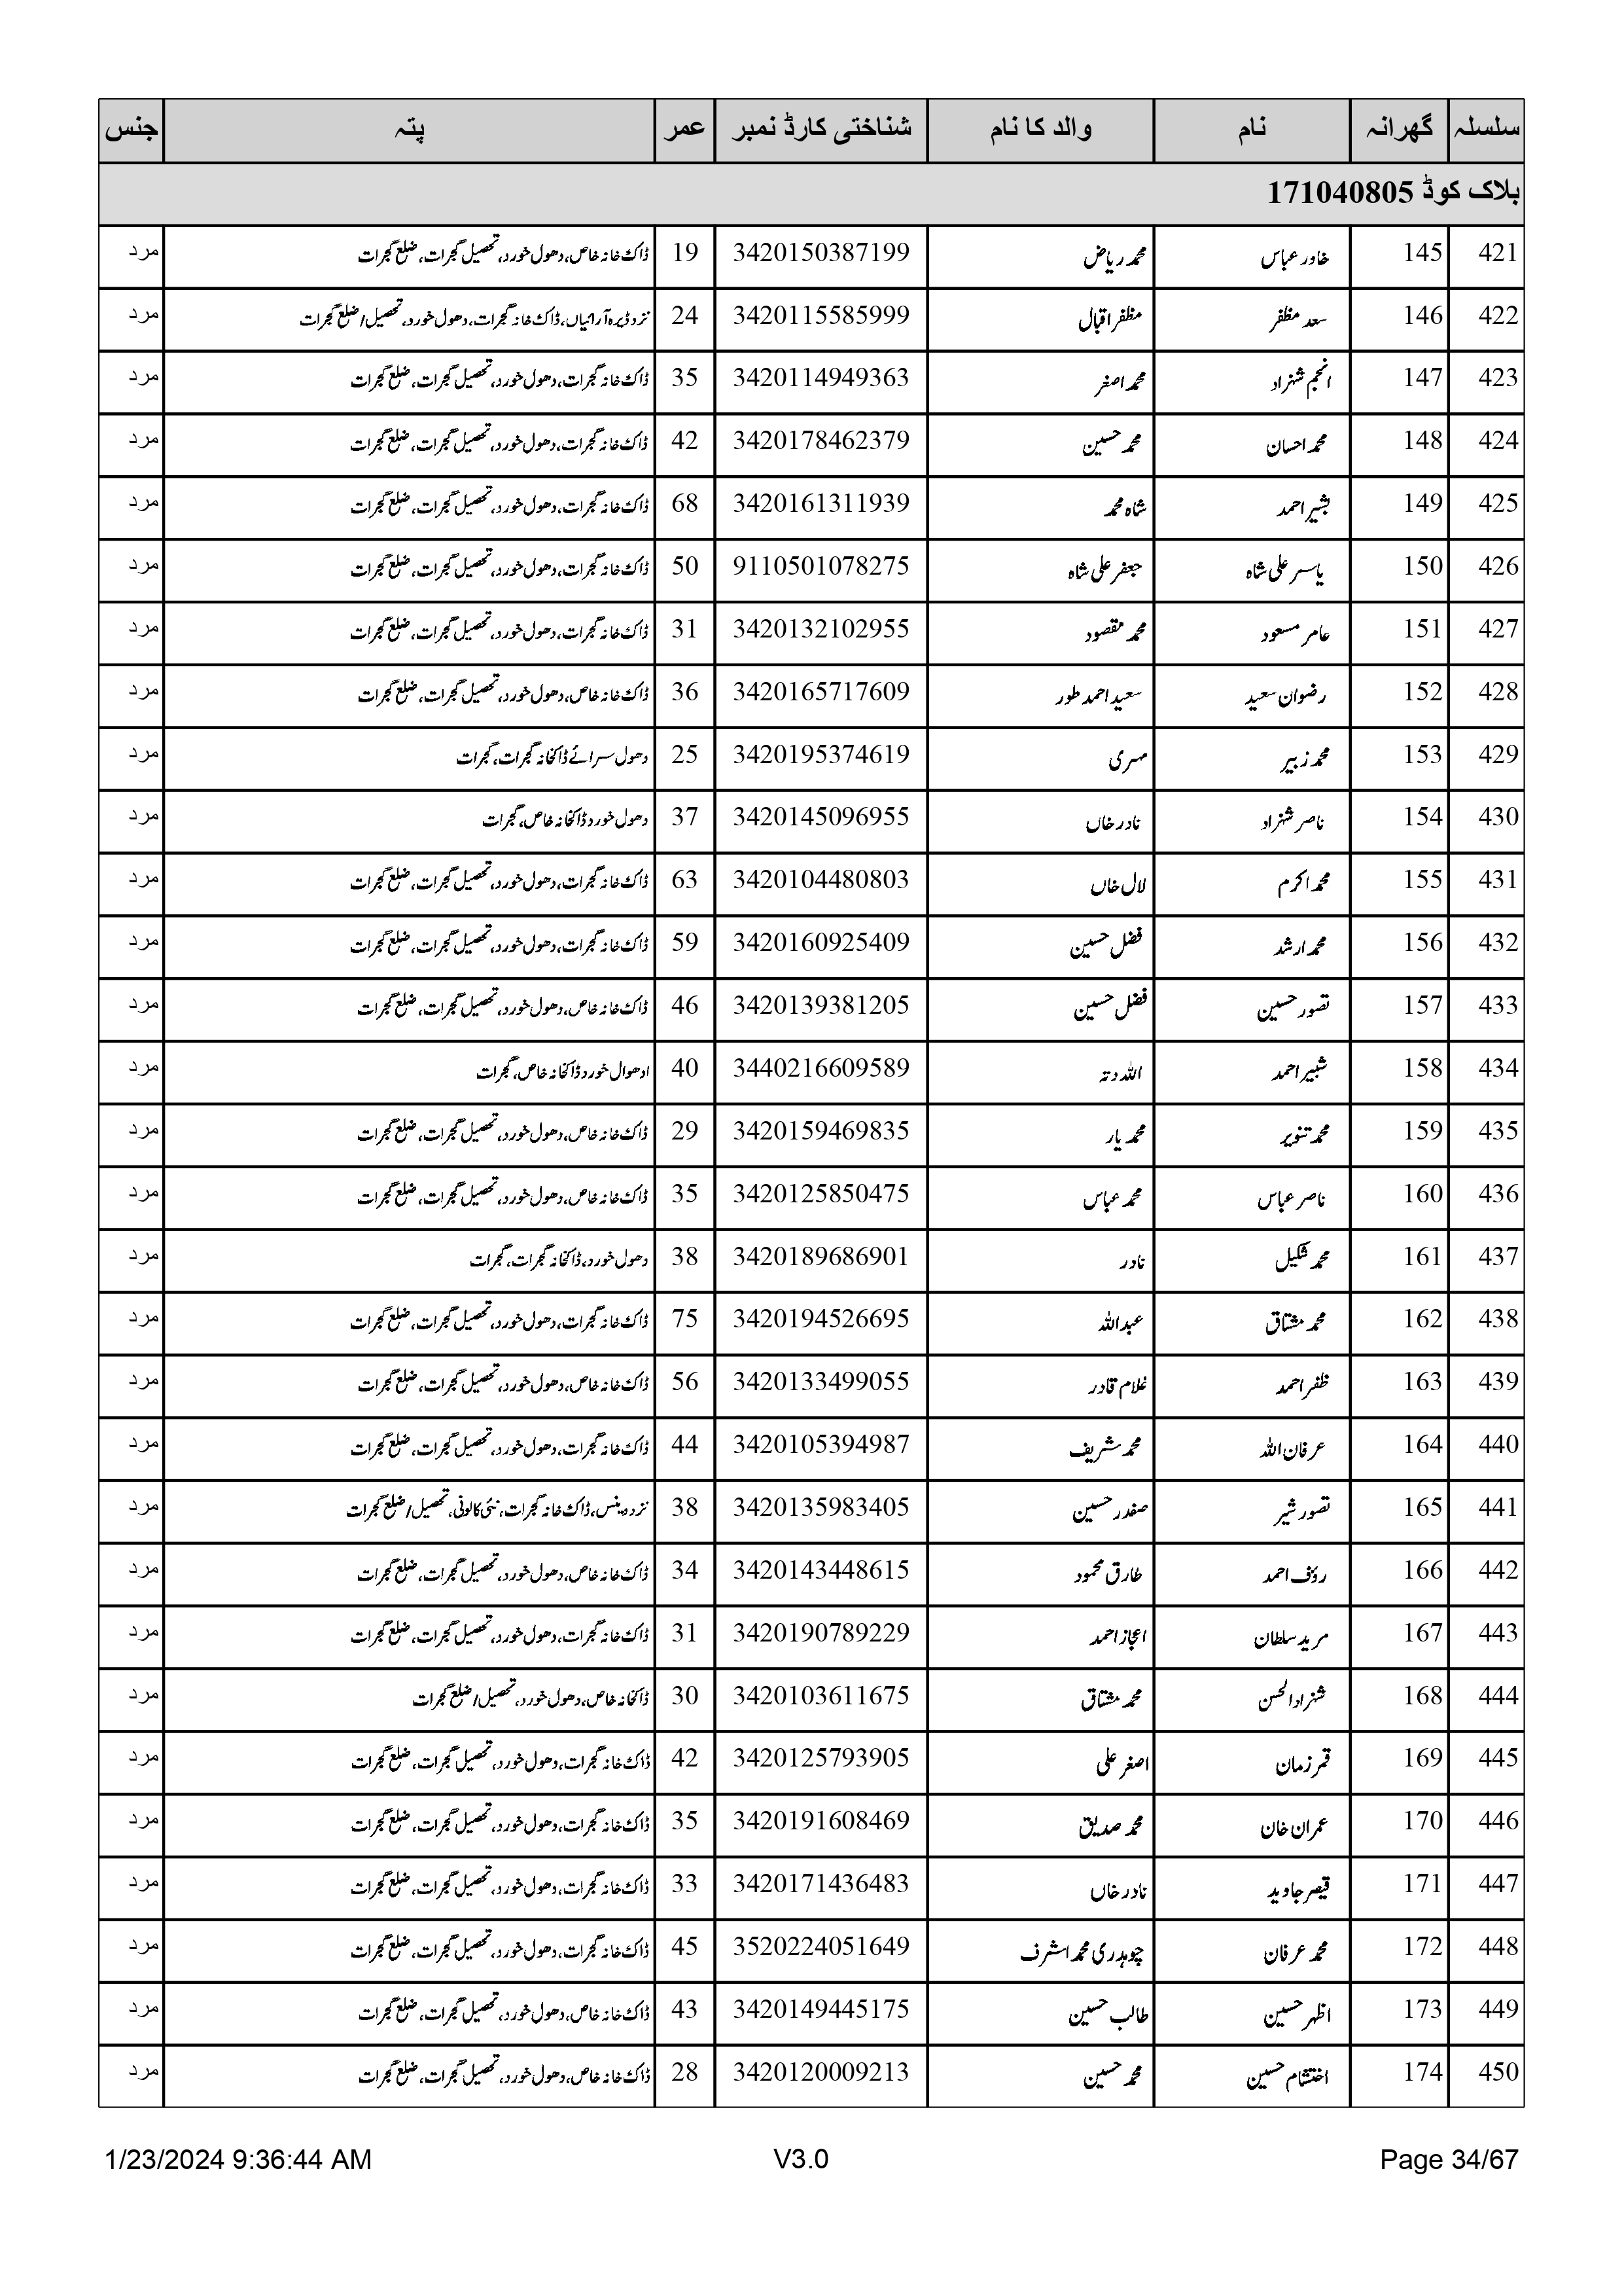 سلسلہ گھرانہ نام والد کا نام شناختی کارڈ نمبر عمر پتہ جنس
بلاک کوڈ 171040805
421 145 خاور عباس محمد ریاض 3420150387199 19 ڈاک خانہ خاص، دھول خورد، تحصیل گجرات، ضلع گجرات مرد
422 146 سعد مظفر مظفر اقبال 3420115585999 24 نزد ڈیرہ آرائیاں، ڈاک خانہ گجرات، دھول خورد، تحصیل / ضلع گجرات مرد
423 147 انجم شہزاد محمد اصغر 3420114949363 35 ڈاک خانہ گجرات، دھول خورد، تحصیل گجرات، ضلع گجرات مرد
424 148 محمد احسان محمد حسین 3420178462379 42 ڈاک خانہ گجرات، دھول خورد، تحصیل گجرات، ضلع گجرات مرد
425 149 بشیر احمد شاہ محمد 3420161311939 68 ڈاک خانہ گجرات، دھول خورد، تحصیل گجرات، ضلع گجرات مرد
426 150 یاسر علی شاہ جعفر علی شاہ 9110501078275 50 ڈاک خانہ گجرات، دھول خورد، تحصیل گجرات، ضلع گجرات مرد
427 151 عامر مسعود محمد مقصود 3420132102955 31 ڈاک خانہ گجرات، دھول خورد، تحصیل گجرات، ضلع گجرات مرد
428 152 رضوان سعید سعید احمد طور 3420165717609 36 ڈاک خانہ خاص، دھول خورد، تحصیل گجرات، ضلع گجرات مرد
429 153 محمد زبیر مہری 3420195374619 25 دھول سرائے ڈاکخانہ گجرات، گجرات مرد
430 154 ناصر شہزاد نادر خاں 3420145096955 37 دھول خورد ڈاکخانہ خاص، گجرات مرد
431 155 محمد اکرم لال خاں 3420104480803 63 ڈاک خانہ گجرات، دھول خورد، تحصیل گجرات، ضلع گجرات مرد
432 156 محمد ارشد فضل حسین 3420160925409 59 ڈاک خانہ گجرات، دھول خورد، تحصیل گجرات، ضلع گجرات مرد
433 157 تصور حسین فضل حسین 3420139381205 46 ڈاک خانہ خاص، دھول خورد، تحصیل گجرات، ضلع گجرات مرد
434 158 شبیر احمد اللہ دتہ 3440216609589 40 ادھوال خورد ڈاکخانہ خاص، گجرات مرد
435 159 محمد تنویر محمد یار 3420159469835 29 ڈاک خانہ خاص، دھول خورد، تحصیل گجرات، ضلع گجرات مرد
436 160 ناصر عباس محمد عباس 3420125850475 35 ڈاک خانہ خاص، دھول خورد، تحصیل گجرات، ضلع گجرات مرد
437 161 محمد شکیل نادر 3420189686901 38 دھول خورد، ڈاکخانہ گجرات، گجرات مرد
438 162 محمد مشتاق عبداللہ 3420194526695 75 ڈاک خانہ گجرات، دھول خورد، تحصیل گجرات، ضلع گجرات مرد
439 163 ظفر احمد غلام قادر 3420133499055 56 ڈاک خانہ خاص، دھول خورد، تحصیل گجرات، ضلع گجرات مرد
440 164 عرفان اللہ محمد شریف 3420105394987 44 ڈاک خانہ گجرات، دھول خورد، تحصیل گجرات، ضلع گجرات مرد
441 165 تصور شیر صفدر حسین 3420135983405 38 نزد ڈاک خانہ گجرات، نئی کالونی، تحصیل / ضلع گجرات مرد
442 166 رؤف احمد طارق محمود 3420143448615 34 ڈاک خانہ خاص، دھول خورد، تحصیل گجرات، ضلع گجرات مرد
443 167 مرید سلطان اعجاز احمد 3420190789229 31 ڈاک خانہ گجرات، دھول خورد، تحصیل گجرات، ضلع گجرات مرد
444 168 شہزاد الحسن محمد مشتاق 3420103611675 30 ڈاکخانہ خاص، دھول خورد، تحصیل / ضلع گجرات مرد
445 169 قمر زمان اصغر علی 3420125793905 42 ڈاک خانہ گجرات، دھول خورد، تحصیل گجرات، ضلع گجرات مرد
446 170 عمران خان محمد صدیق 3420191608469 35 ڈاک خانہ گجرات، دھول خورد، تحصیل گجرات، ضلع گجرات مرد
447 171 قیصر جاوید نادر خاں 3420171436483 33 ڈاک خانہ گجرات، دھول خورد، تحصیل گجرات، ضلع گجرات مرد
448 172 محمد عرفان چوہدری محمد اشرف 3520224051649 45 ڈاک خانہ گجرات، دھول خورد، تحصیل گجرات، ضلع گجرات مرد
449 173 اظہر حسین طالب حسین 3420149445175 43 ڈاک خانہ خاص، دھول خورد، تحصیل گجرات، ضلع گجرات مرد
450 174 احتشام حسین محمد حسین 3420120009213 28 ڈاک خانہ خاص، دھول خورد، تحصیل گجرات، ضلع گجرات مرد
1/23/2024 9:36:44 AM V3.0 Page 34/67